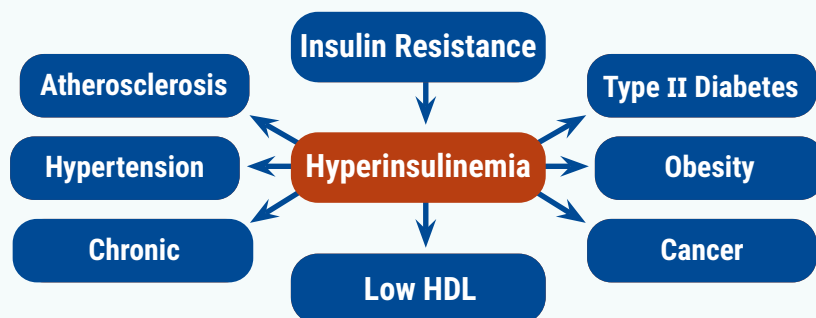 Insulin Resistance
Atherosclerosis
Type II Diabetes
Hypertension
Hyperinsulinemia
Obesity
Chronic
Cancer
Low HDL